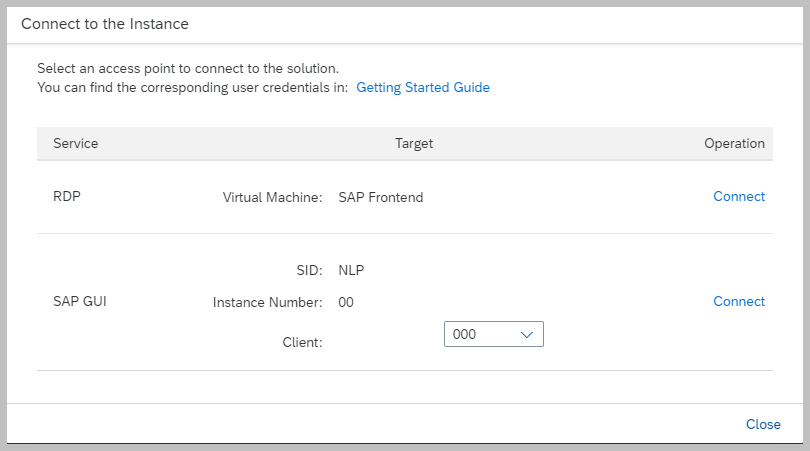 Connect to the Instance
Select an access point to connect to the solution.
You can find the corresponding user credentials in: Getting Started Guide
Service Target Operation
RDP Virtual Machine: SAP Frontend Connect
SID: NLP
SAP GUI Instance Number: 00 Connect
Client: 000
Close